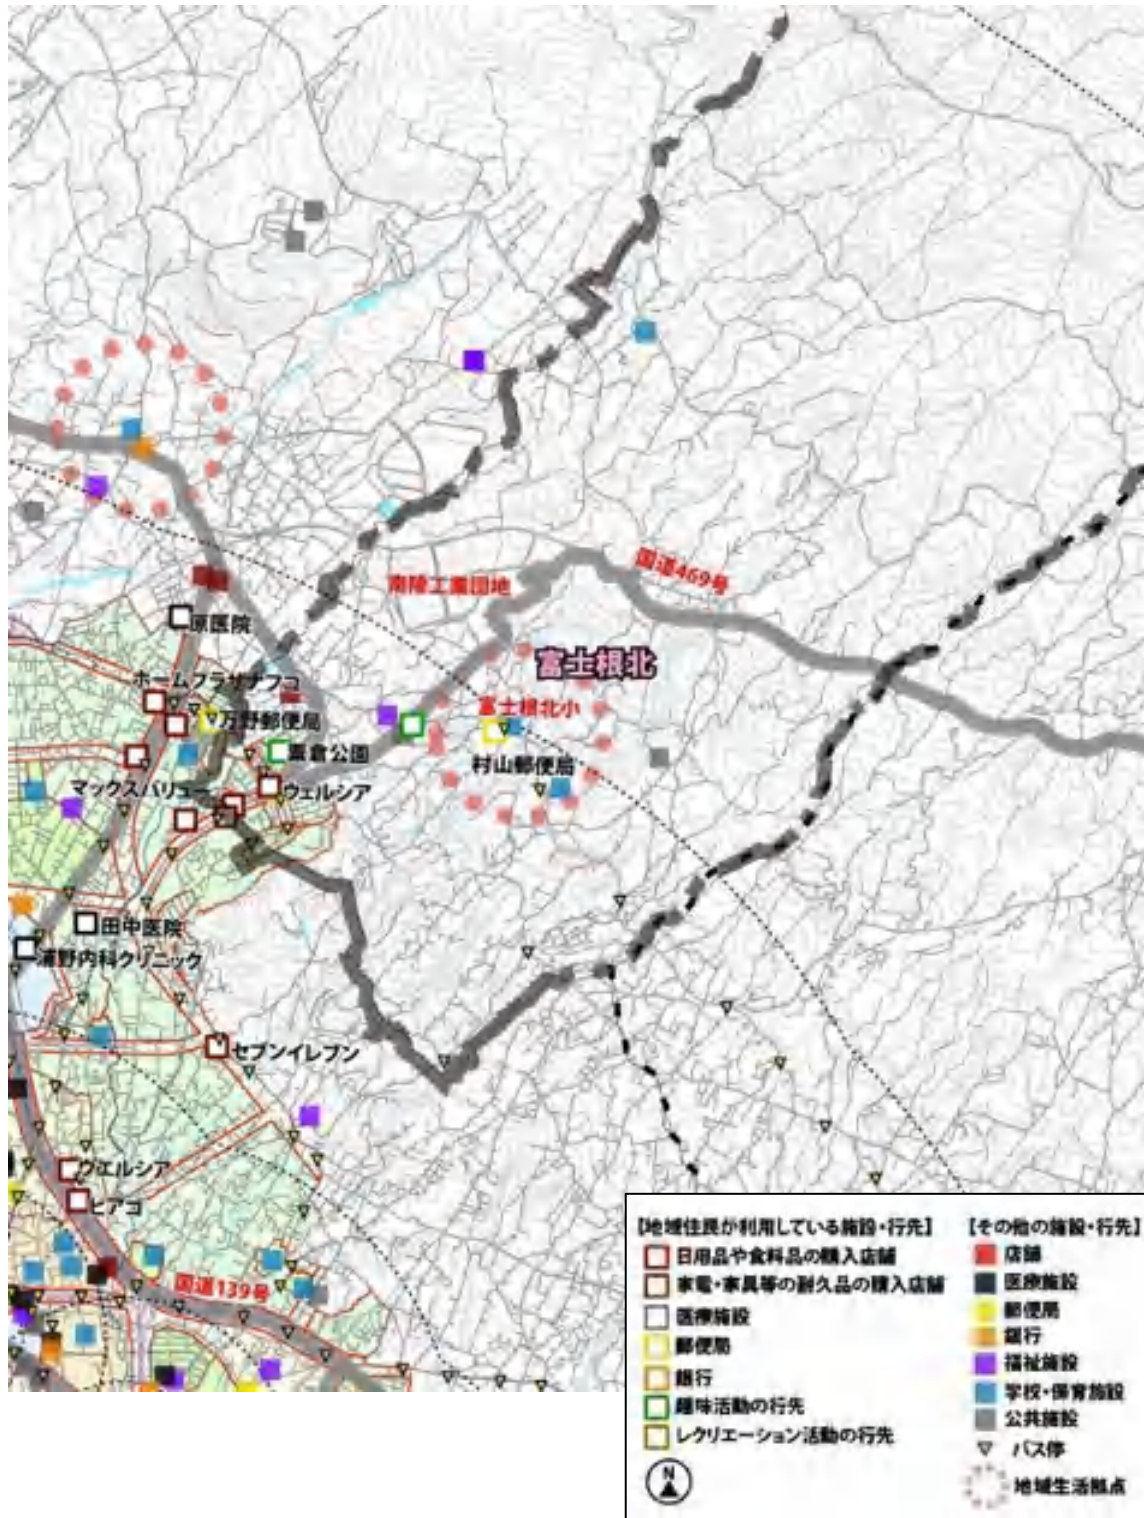 国道469号
南陵工業団地
原医院
富士根北
ホームプラザナフコ
富士根北小
万野郵便局
粟倉公園
村山郵便局
マックスバリュー
ウェルシア
田中医院
浦野内科クリニック
セブンイレブン
ウエルシア
ピアゴ
国道139号
【地域住民が利用している施設・行先】
日用品や食料品の購入店舗
家電・家具等の耐久品の購入店舗
医療施設
郵便局
銀行
趣味活動の行先
レクリエーション活動の行先
N
【その他の施設・行先】
店舗
医療施設
郵便局
銀行
福祉施設
学校・保育施設
公共施設
バス停
地域生活拠点